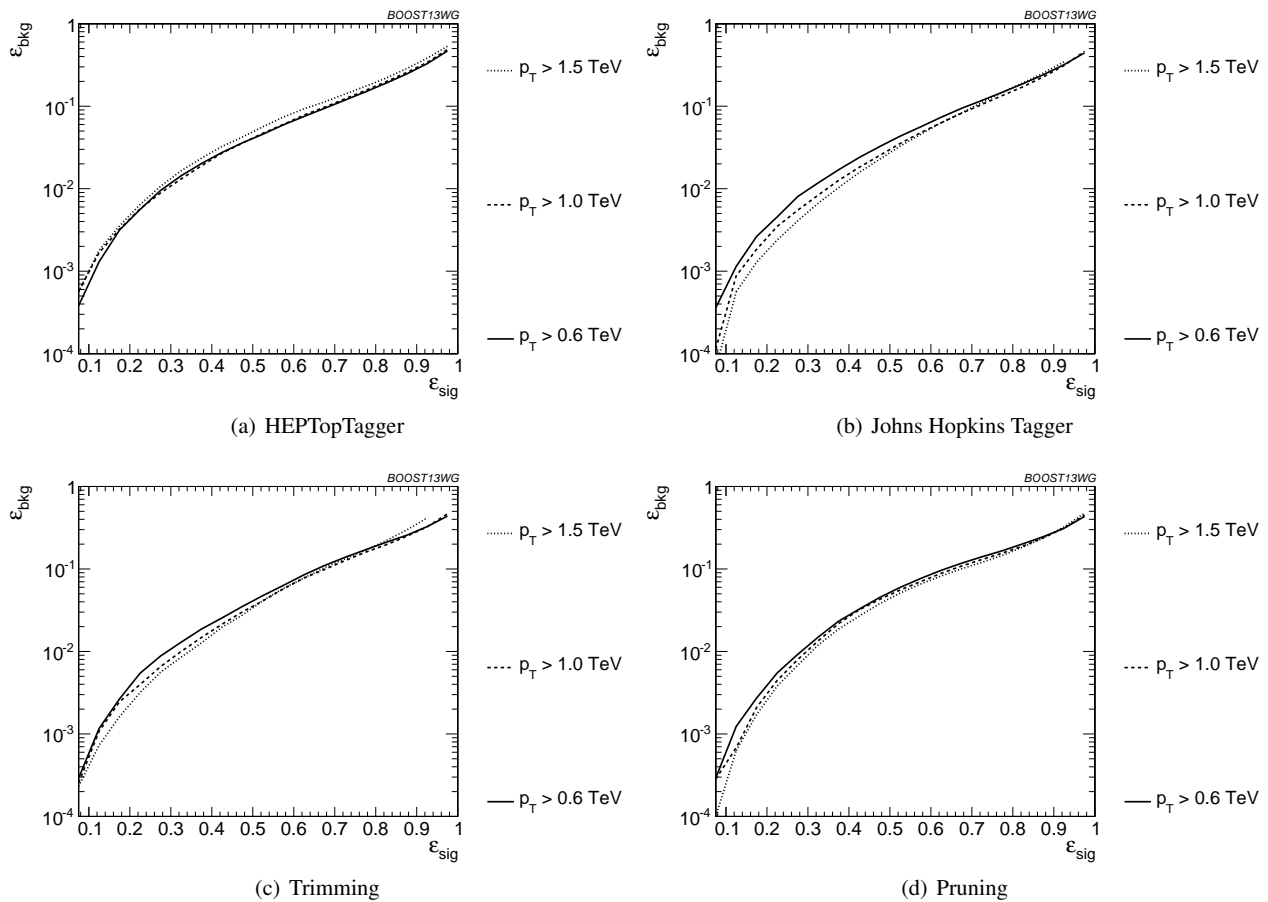 BOOST13WG
ε_bkg
1
10^-1
10^-2
10^-3
10^-4
0.1 0.2 0.3 0.4 0.5 0.6 0.7 0.8 0.9 1
ε_sig
p_T > 1.5 TeV
p_T > 1.0 TeV
p_T > 0.6 TeV
(a) HEPTopTagger
BOOST13WG
ε_bkg
1
10^-1
10^-2
10^-3
10^-4
0.1 0.2 0.3 0.4 0.5 0.6 0.7 0.8 0.9 1
ε_sig
p_T > 1.5 TeV
p_T > 1.0 TeV
p_T > 0.6 TeV
(b) Johns Hopkins Tagger
BOOST13WG
ε_bkg
1
10^-1
10^-2
10^-3
10^-4
0.1 0.2 0.3 0.4 0.5 0.6 0.7 0.8 0.9 1
ε_sig
p_T > 1.5 TeV
p_T > 1.0 TeV
p_T > 0.6 TeV
(c) Trimming
BOOST13WG
ε_bkg
1
10^-1
10^-2
10^-3
10^-4
0.1 0.2 0.3 0.4 0.5 0.6 0.7 0.8 0.9 1
ε_sig
p_T > 1.5 TeV
p_T > 1.0 TeV
p_T > 0.6 TeV
(d) Pruning